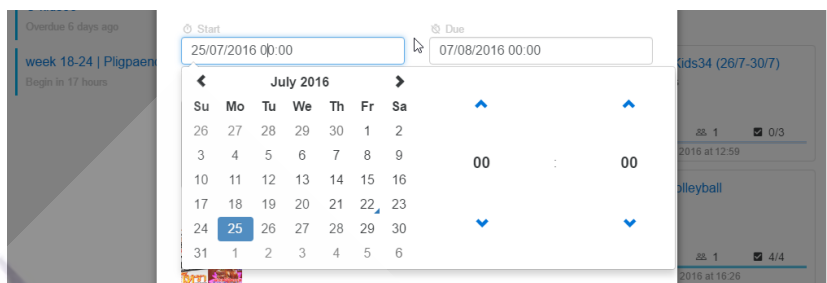 Overdue 6 days ago
week 18-24 | Pligpaen
Begin in 17 hours
Start
Due
25/07/2016 00:00
07/08/2016 00:00
July 2016
Su Mo Tu We Th Fr Sa
26 27 28 29 30 1 2
3 4 5 6 7 8 9
10 11 12 13 14 15 16
17 18 19 20 21 22 23
24 25 26 27 28 29 30
31 1 2 3 4 5 6
00 : 00
Kids34 (26/7-30/7)
1 0/3
2016 at 12:59
olleyball
1 4/4
2016 at 16:26